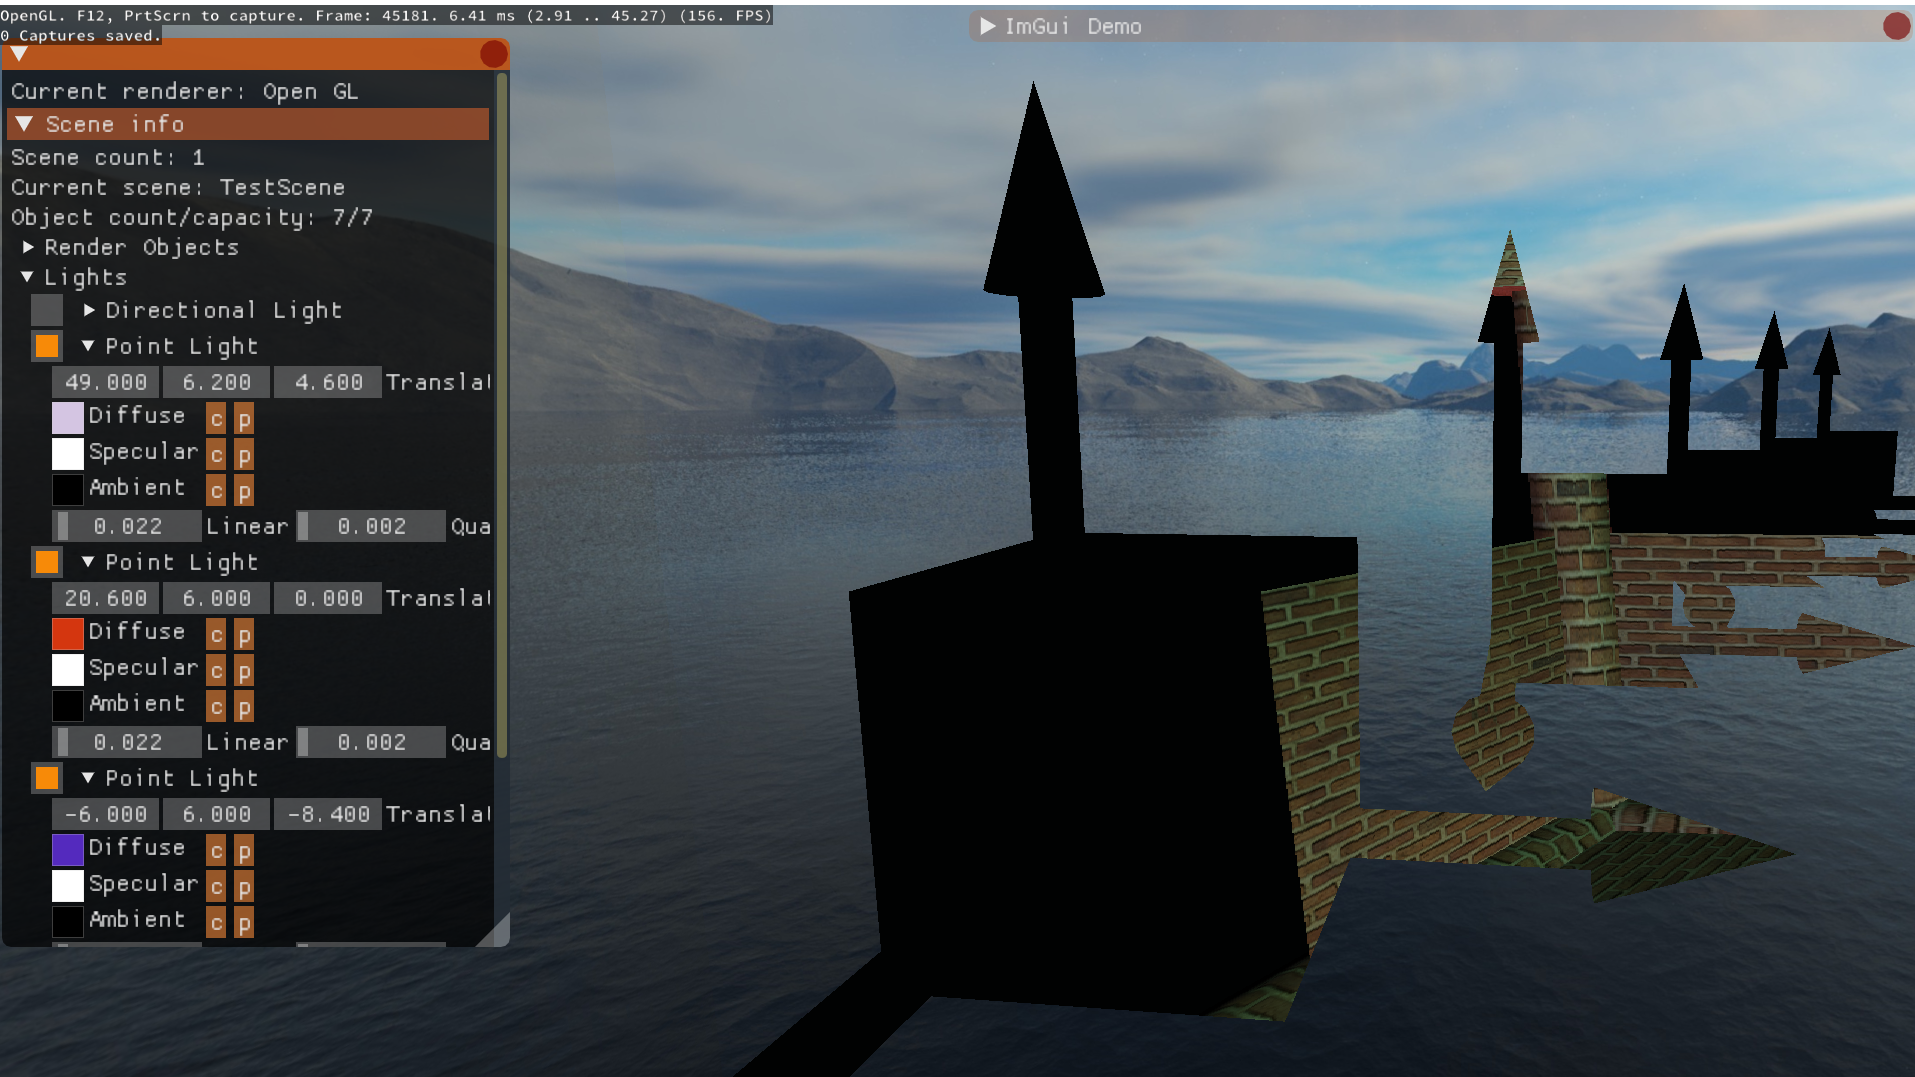 OpenGL. F12, PrtScrn to capture. Frame: 45181. 6.41 ms (2.91 .. 45.27) (156. FPS)
0 Captures saved.
ImGui Demo
Current renderer: Open GL
Scene info
Scene count: 1
Current scene: TestScene
Object count/capacity: 7/7
Render Objects
Lights
Directional Light
Point Light
49.000 6.200 4.600 Translat
Diffuse c p
Specular c p
Ambient c p
0.022 Linear 0.002 Qua
Point Light
20.600 6.000 0.000 Translat
Diffuse c p
Specular c p
Ambient c p
0.022 Linear 0.002 Qua
Point Light
-6.000 6.000 -8.400 Translat
Diffuse c p
Specular c p
Ambient c p